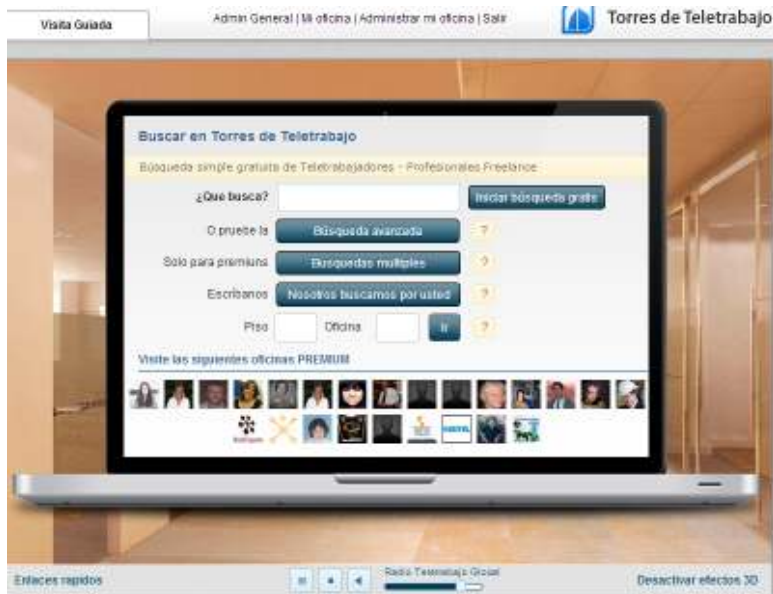 Visita Guiada
Admin General | Mi oficina | Administrar mi oficina | Salir
Torres de Teletrabajo
Buscar en Torres de Teletrabajo
Búsqueda simple gratuita de Teletrabajadores - Profesionales Freelance
¿Que busca? Iniciar búsqueda gratis
O pruebe la Búsqueda avanzada ?
Solo para premiuns Busquedas multiples ?
Escríbanos Nosotros buscamos por usted ?
Piso Oficina Ir ?
Visite las siguientes oficinas PREMIUM
Enlaces rapidos
Radio Teletrabajo Global
Desactivar efectos 3D